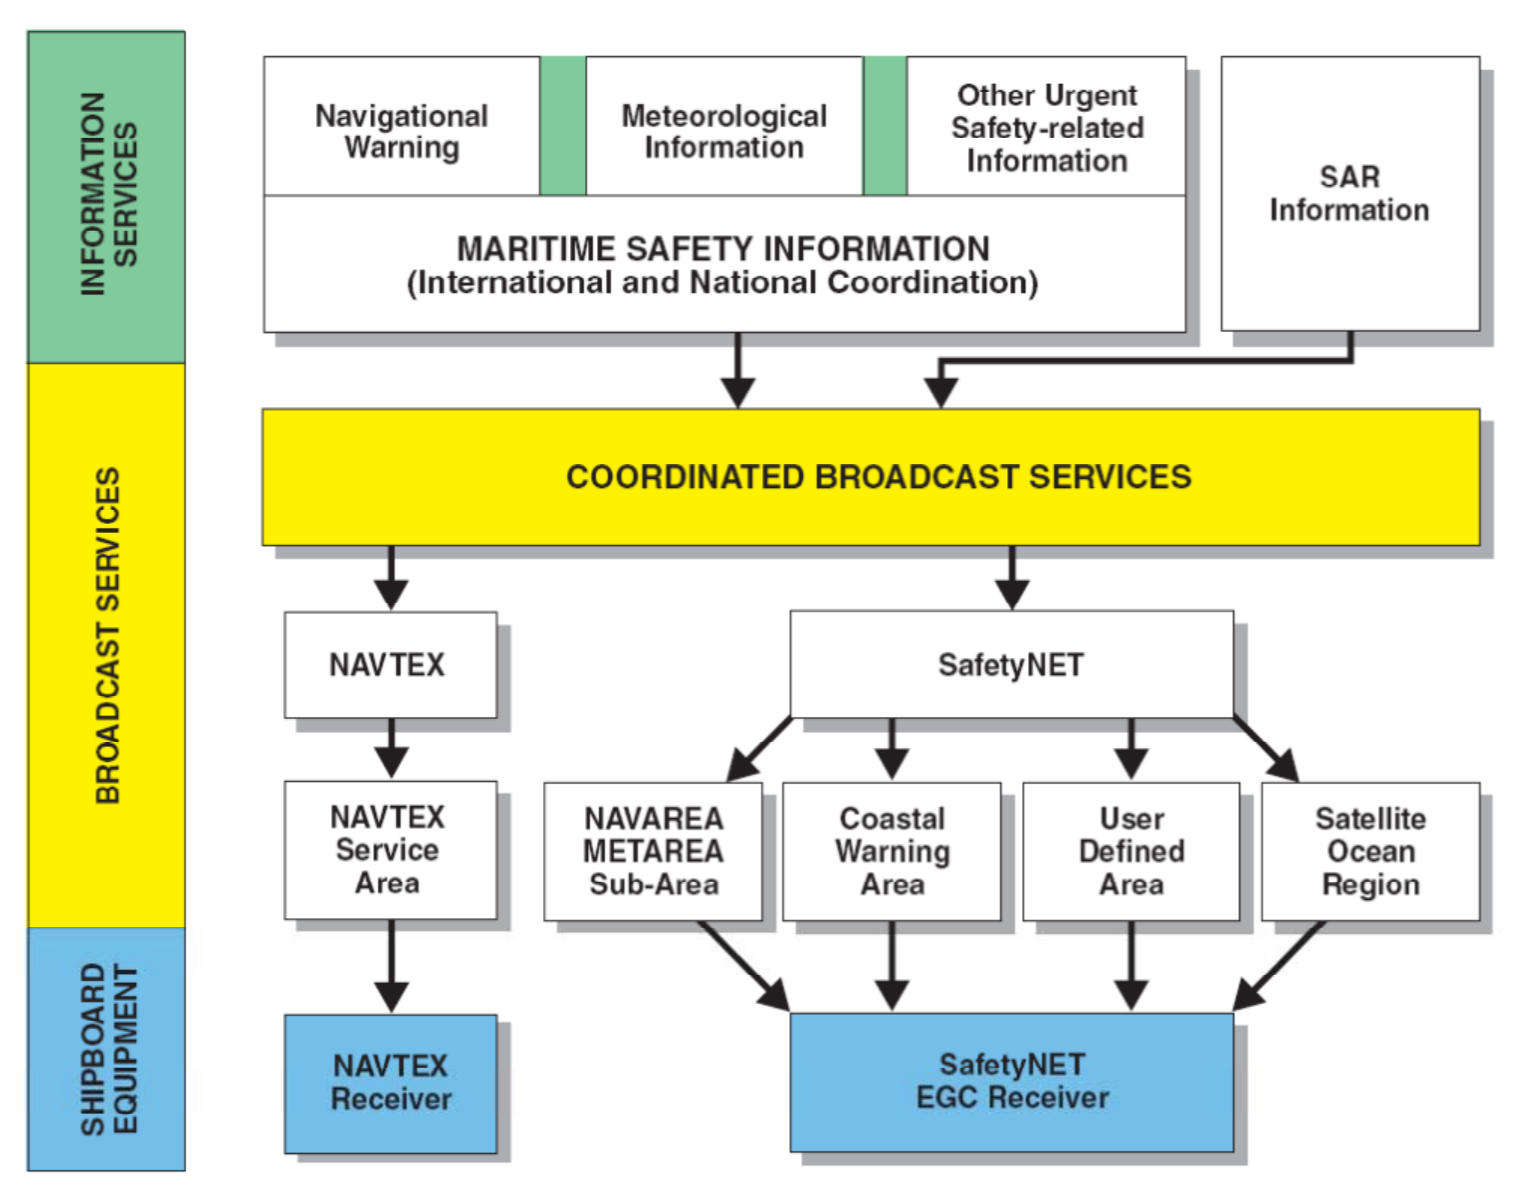 INFORMATION
SERVICES
Navigational
Warning
Meteorological
Information
Other Urgent
Safety-related
Information
SAR
Information
MARITIME SAFETY INFORMATION
(International and National Coordination)
BROADCAST SERVICES
COORDINATED BROADCAST SERVICES
NAVTEX
SafetyNET
NAVTEX
Service
Area
NAVAREA
METAREA
Sub-Area
Coastal
Warning
Area
User
Defined
Area
Satellite
Ocean
Region
SHIPBOARD
EQUIPMENT
NAVTEX
Receiver
SafetyNET
EGC Receiver